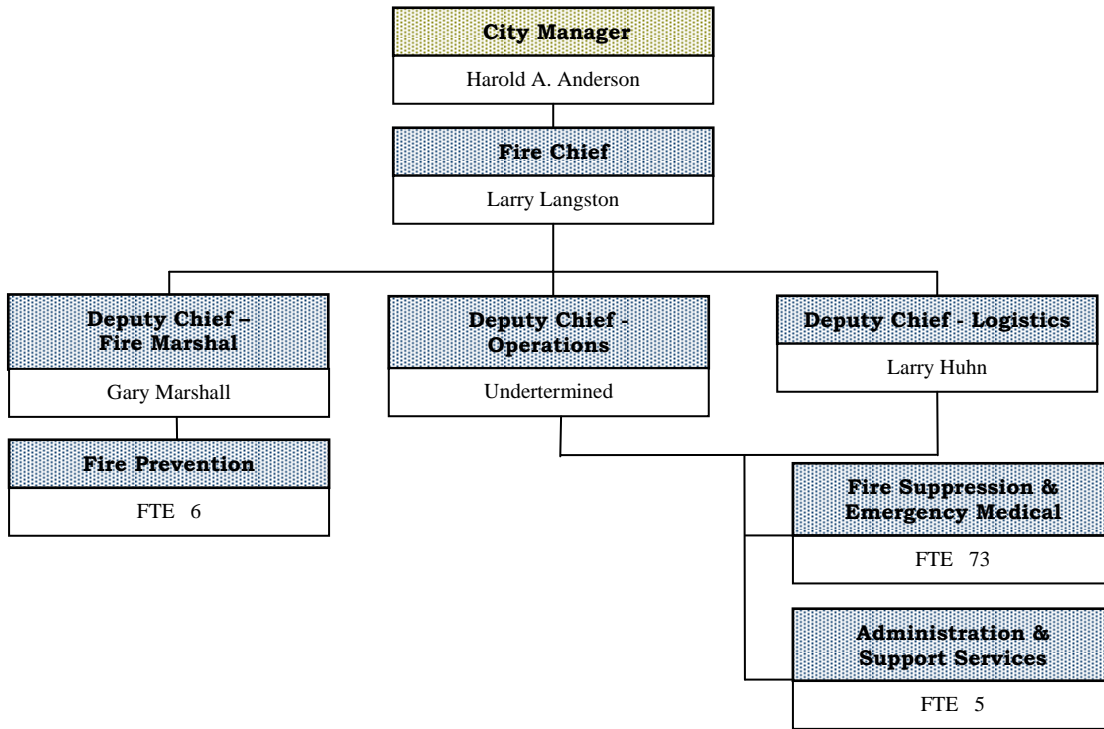 City Manager
Harold A. Anderson
Fire Chief
Larry Langston
Deputy Chief –
Fire Marshal
Gary Marshall
Fire Prevention
FTE 6
Deputy Chief -
Operations
Undertermined
Deputy Chief - Logistics
Larry Huhn
Fire Suppression &
Emergency Medical
FTE 73
Administration &
Support Services
FTE 5